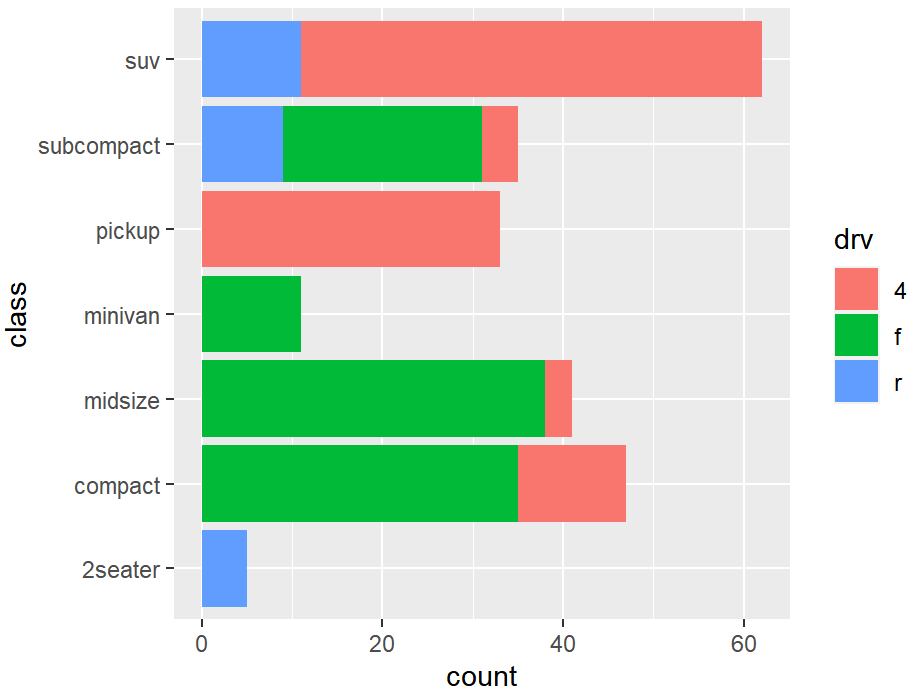 suv
subcompact
pickup
minivan
midsize
compact
2seater
class
0 20 40 60
count
drv
4
f
r